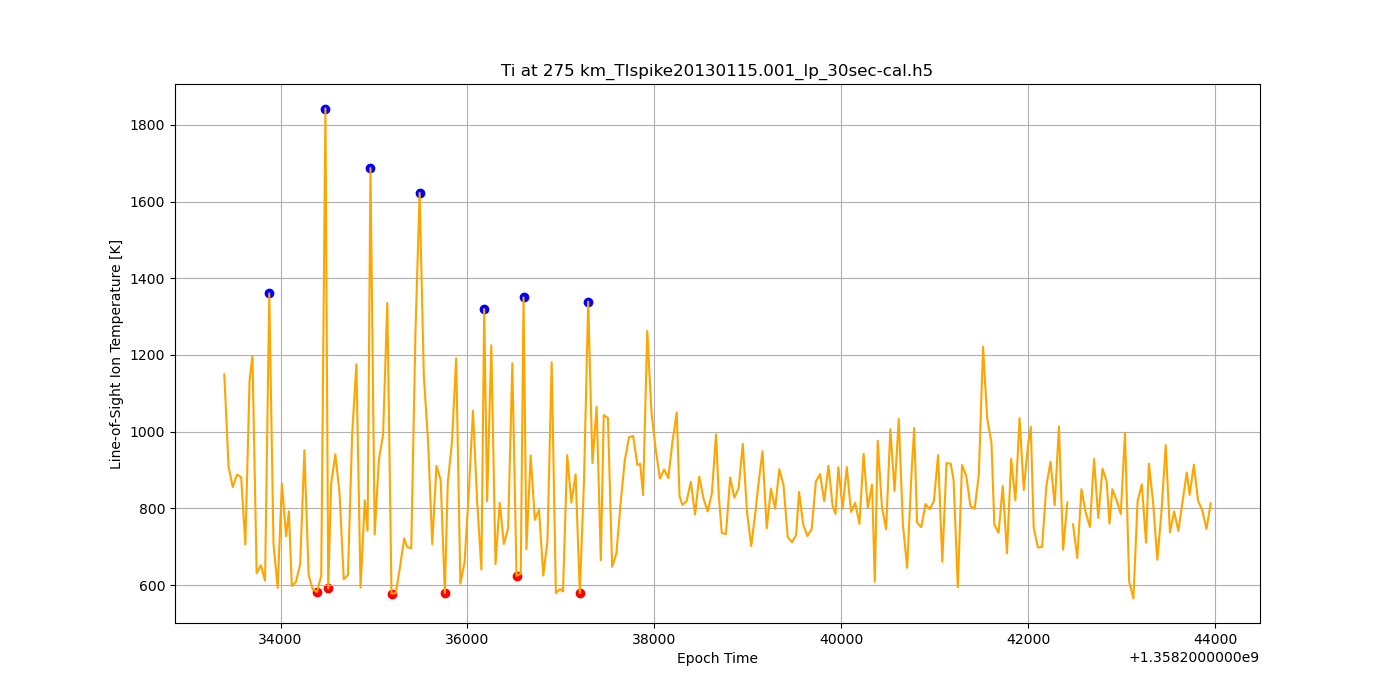 Ti at 275 km_TIspike20130115.001_lp_30sec-cal.h5
Line-of-Sight Ion Temperature [K]
1800
1600
1400
1200
1000
800
600
34000 36000 38000 40000 42000 44000
Epoch Time
+1.3582000000e9